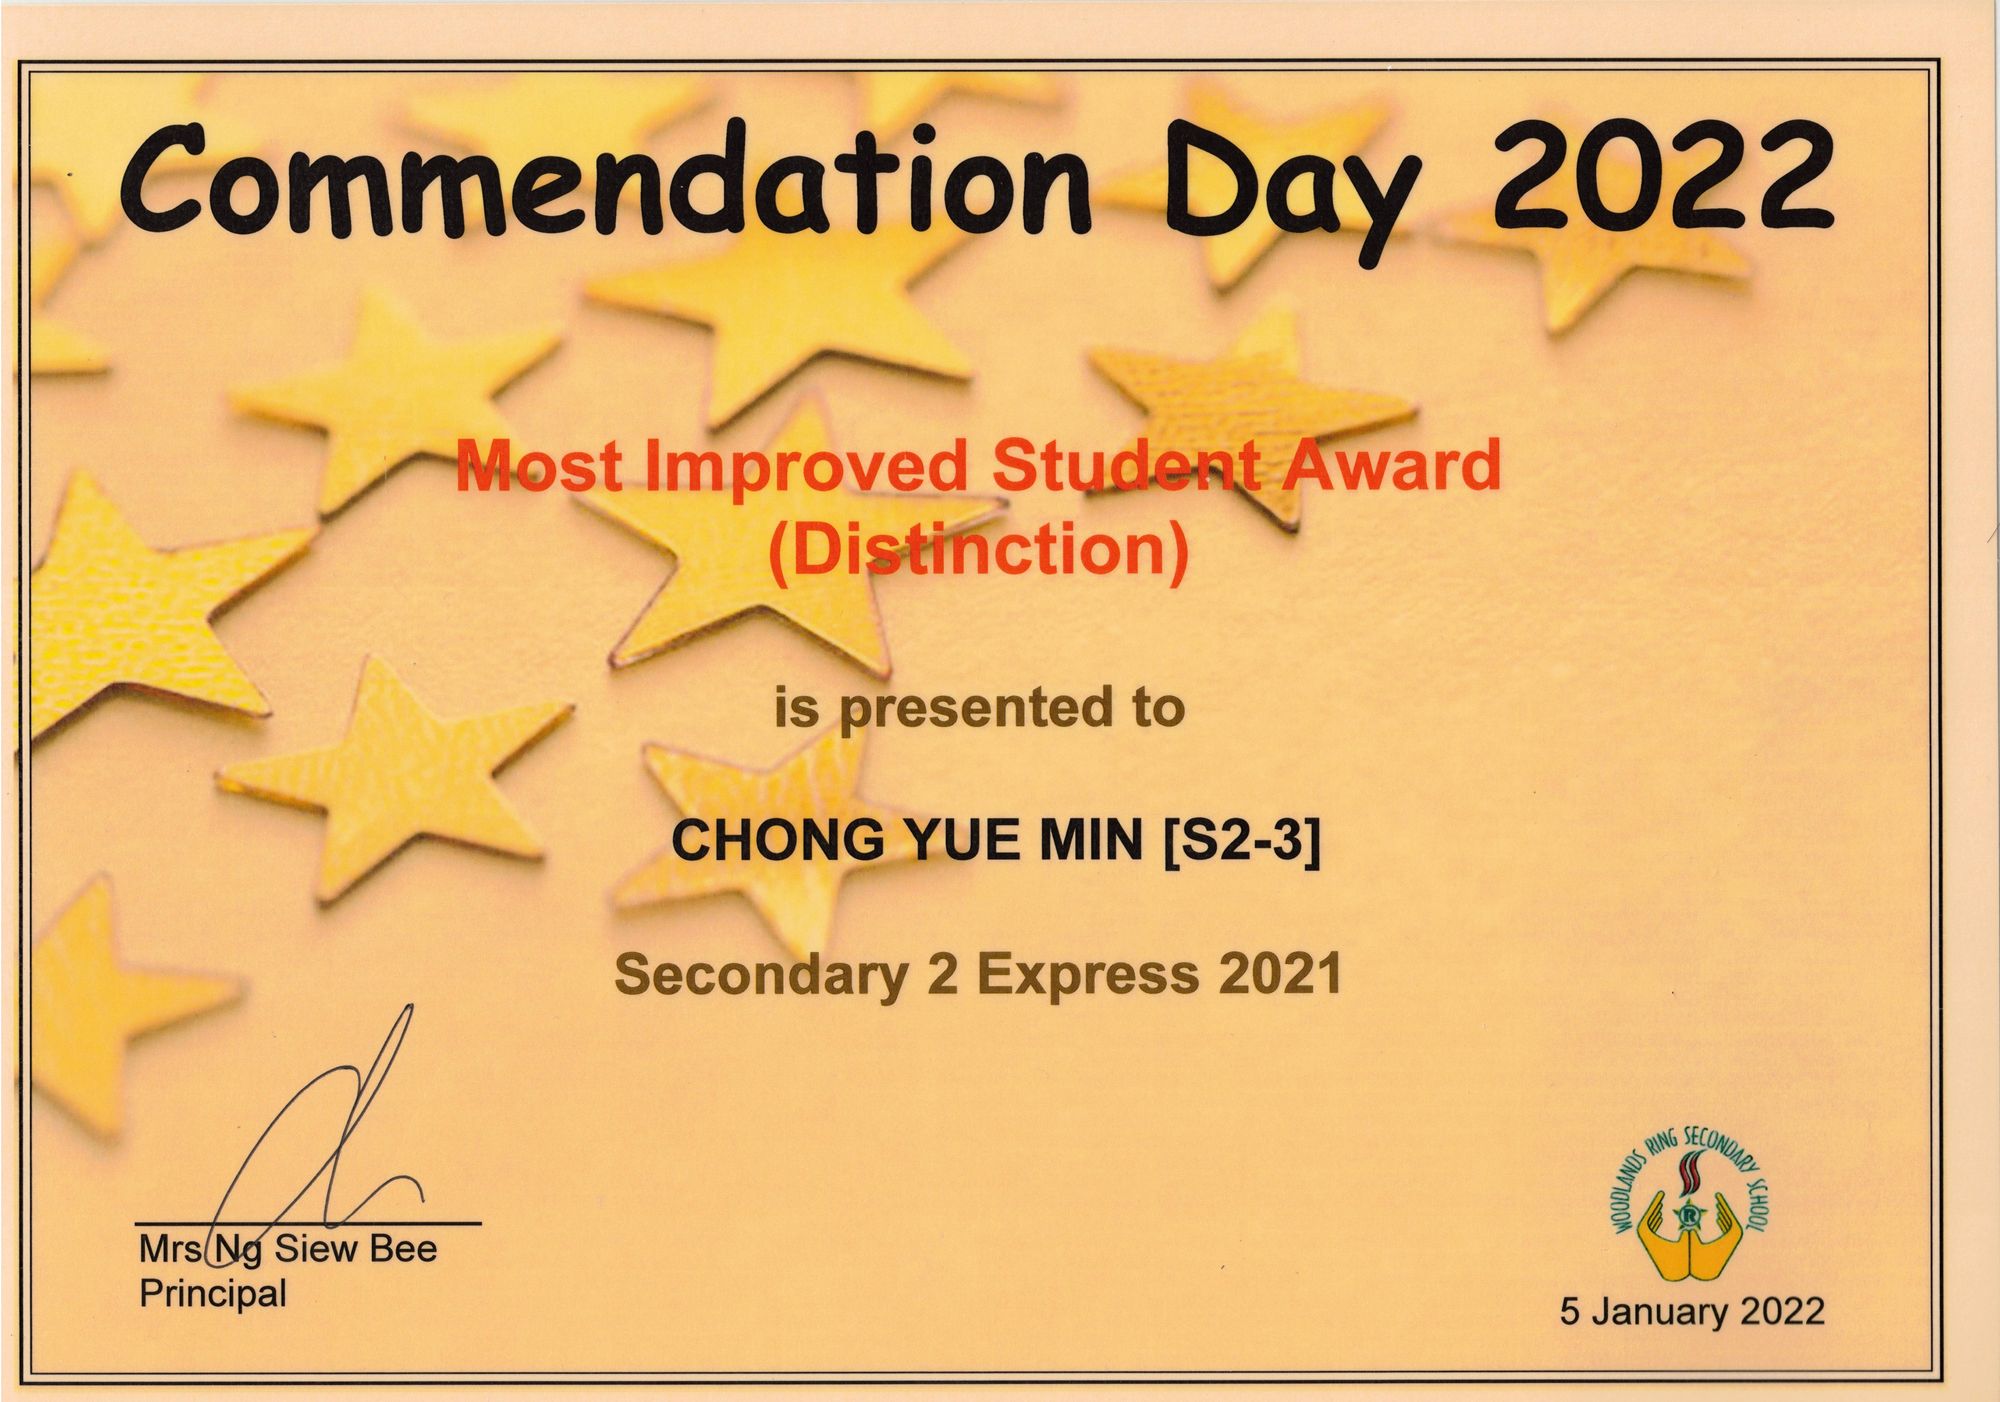 Commendation Day 2022
Most Improved Student Award
(Distinction)
is presented to
CHONG YUE MIN [S2-3]
Secondary 2 Express 2021
Mrs Ng Siew Bee
Principal
WOODLANDS RING SECONDARY SCHOOL
R
5 January 2022